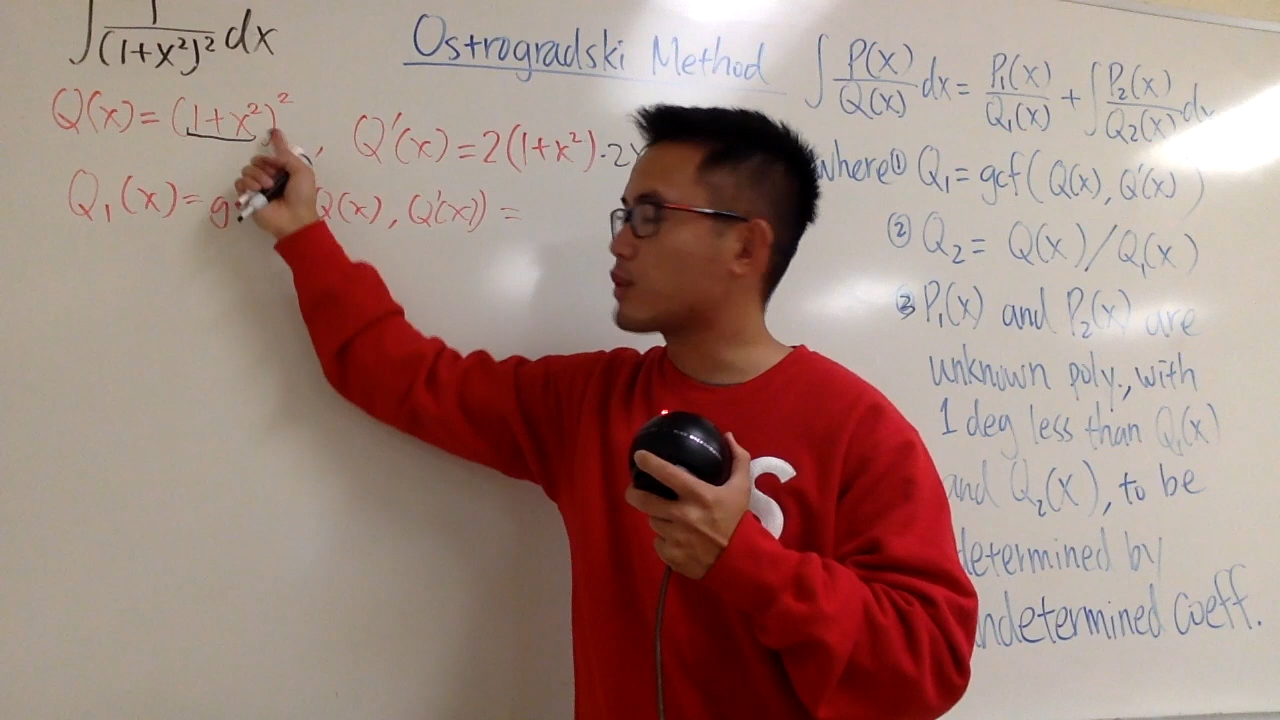 ∫ 1/(1+x²)² dx
Q(x) = (1+x²)², Q'(x) = 2(1+x²)·2x
Q₁(x) = g Q(x), Q'(x)) =
Ostrogradski Method
∫ P(x)/Q(x) dx = P₁(x)/Q₁(x) + ∫ P₂(x)/Q₂(x) dx
where ① Q₁ = gcf(Q(x), Q'(x))
② Q₂ = Q(x)/Q₁(x)
③ P₁(x) and P₂(x) are
unknown poly., with
1 deg less than Q₁(x)
and Q₂(x), to be
determined by
undetermined coeff.
S